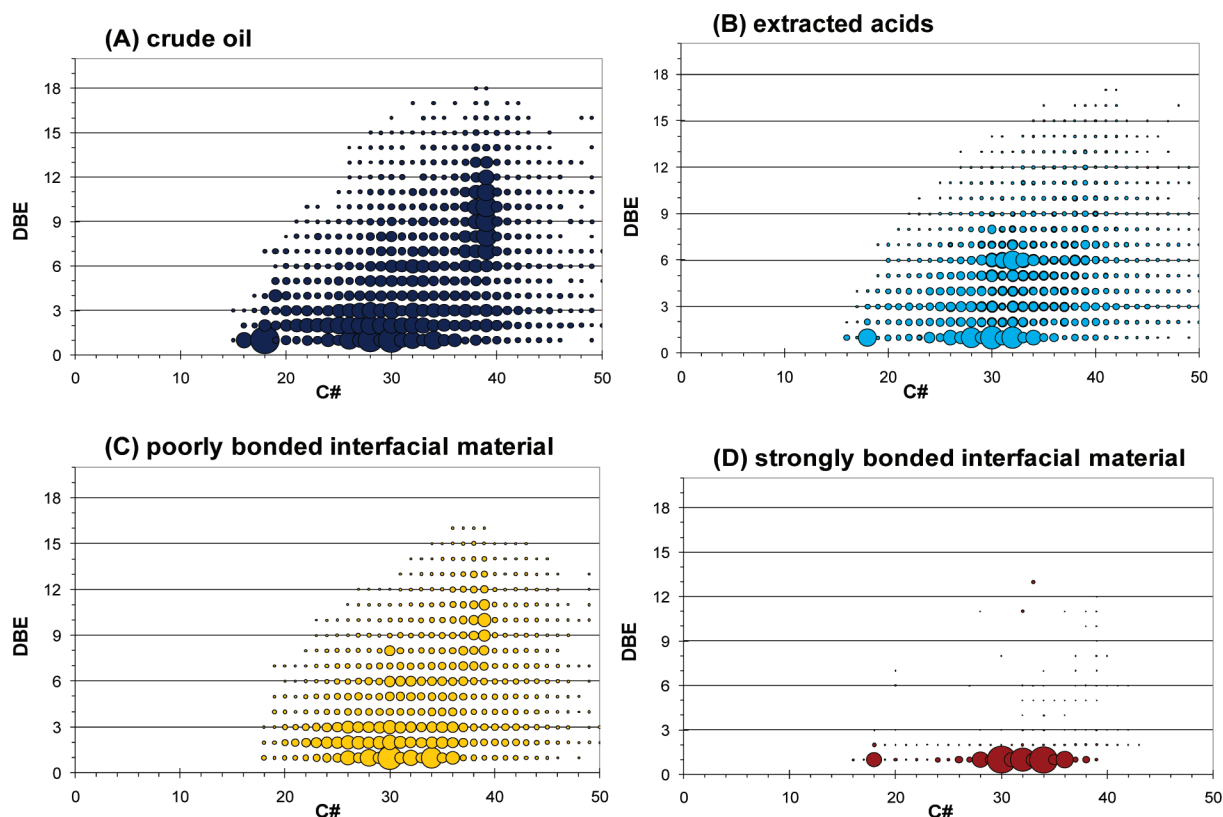 (A) crude oil
DBE
18
15
12
9
6
3
0
0 10 20 30 40 50
C#
(B) extracted acids
DBE
18
15
12
9
6
3
0
0 10 20 30 40 50
C#
(C) poorly bonded interfacial material
DBE
18
15
12
9
6
3
0
0 10 20 30 40 50
C#
(D) strongly bonded interfacial material
DBE
18
15
12
9
6
3
0
0 10 20 30 40 50
C#